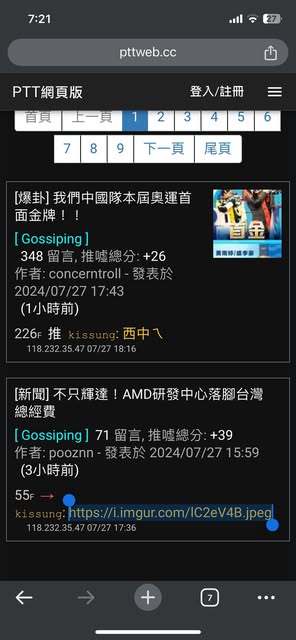 7:21
27
pttweb.cc
PTT網頁版
登入/註冊
首頁 上一頁 1 2 3 4 5 6
7 8 9 下一頁 尾頁
[爆卦] 我們中國隊本屆奧運首
面金牌！！
首金
黃雨婷/盛李豪
[ Gossiping ]
348 留言, 推噓總分: +26
作者: concerntroll - 發表於
2024/07/27 17:43
(1小時前)
226F 推 kissung: 西中ㄟ
118.232.35.47 07/27 18:16
[新聞] 不只輝達！AMD研發中心落腳台灣
總經費
[ Gossiping ] 71 留言, 推噓總分: +39
作者: pooznn - 發表於 2024/07/27 15:59
(3小時前)
55F →
kissung: https://i.imgur.com/lC2eV4B.jpeg
118.232.35.47 07/27 17:36
7